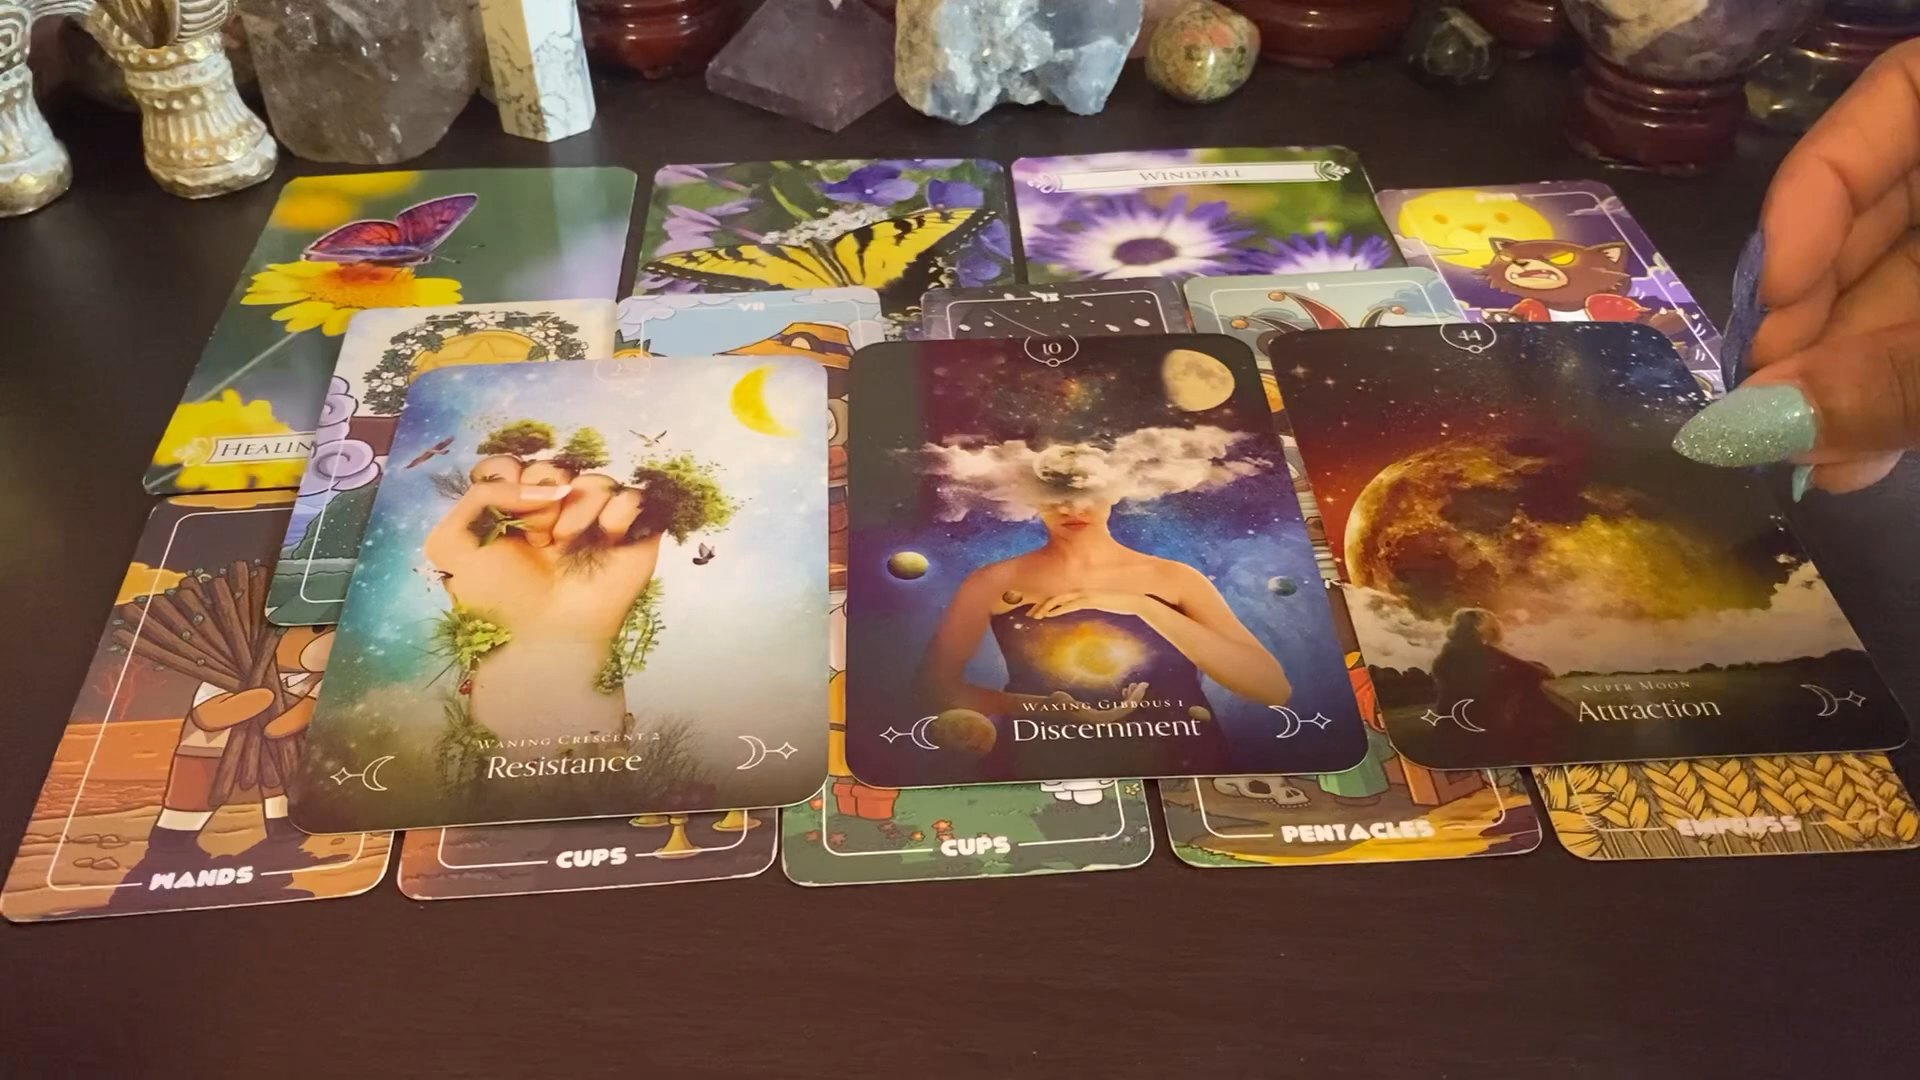 WINDFALL
HEALIN
VII
II
10
44
WANING CRESCENT 2
Resistance
WAXING GIBBOUS 1
Discernment
SUPER MOON
Attraction
WANDS
CUPS
CUPS
PENTACLES
EMPRESS